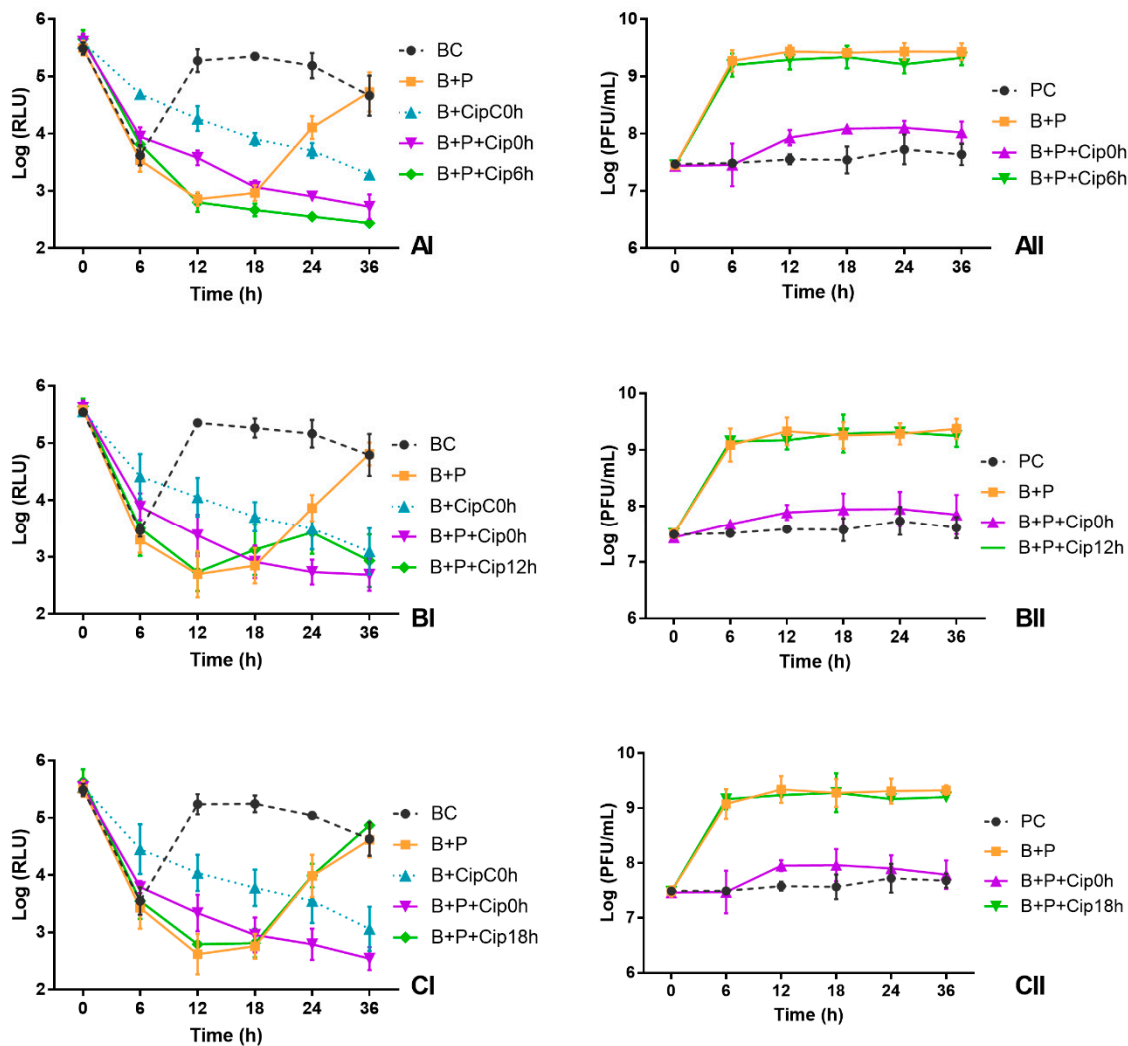 Log (RLU)
6
5
4
3
2
0 6 12 18 24 36
Time (h)
BC
B+P
B+CipC0h
B+P+Cip0h
B+P+Cip6h
AI
Log (PFU/mL)
10
9
8
7
6
0 6 12 18 24 36
Time (h)
PC
B+P
B+P+Cip0h
B+P+Cip6h
AII
Log (RLU)
6
5
4
3
2
0 6 12 18 24 36
Time (h)
BC
B+P
B+CipC0h
B+P+Cip0h
B+P+Cip12h
BI
Log (PFU/mL)
10
9
8
7
6
0 6 12 18 24 36
Time (h)
PC
B+P
B+P+Cip0h
B+P+Cip12h
BII
Log (RLU)
6
5
4
3
2
0 6 12 18 24 36
Time (h)
BC
B+P
B+CipC0h
B+P+Cip0h
B+P+Cip18h
CI
Log (PFU/mL)
10
9
8
7
6
0 6 12 18 24 36
Time (h)
PC
B+P
B+P+Cip0h
B+P+Cip18h
CII